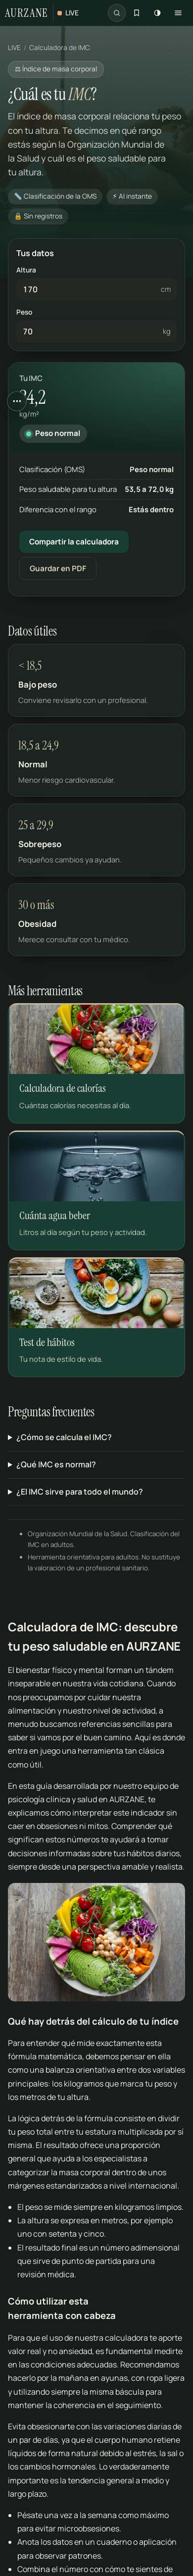 AURZANE
LIVE
LIVE / Calculadora de IMC
Índice de masa corporal
¿Cuál es tu IMC?
El índice de masa corporal relaciona tu peso
con tu altura. Te decimos en qué rango
estás según la Organización Mundial de
la Salud y cuál es el peso saludable para
tu altura.
Clasificación de la OMS
Al instante
Sin registros
Tus datos
Altura
170 cm
Peso
70 kg
Tu IMC
24,2
kg/m²
Peso normal
Clasificación (OMS) Peso normal
Peso saludable para tu altura 53,5 a 72,0 kg
Diferencia con el rango Estás dentro
Compartir la calculadora
Guardar en PDF
Datos útiles
< 18,5
Bajo peso
Conviene revisarlo con un profesional.
18,5 a 24,9
Normal
Menor riesgo cardiovascular.
25 a 29,9
Sobrepeso
Pequeños cambios ya ayudan.
30 o más
Obesidad
Merece consultar con tu médico.
Más herramientas
Calculadora de calorías
Cuántas calorías necesitas al día.
Cuánta agua beber
Litros al día según tu peso y actividad.
Test de hábitos
Tu nota de estilo de vida.
Preguntas frecuentes
¿Cómo se calcula el IMC?
¿Qué IMC es normal?
¿El IMC sirve para todo el mundo?
Organización Mundial de la Salud. Clasificación del
IMC en adultos.
Herramienta orientativa para adultos. No sustituye
la valoración de un profesional sanitario.
Calculadora de IMC: descubre
tu peso saludable en AURZANE
El bienestar físico y mental forman un tándem
inseparable en nuestra vida cotidiana. Cuando
nos preocupamos por cuidar nuestra
alimentación y nuestro nivel de actividad, a
menudo buscamos referencias sencillas para
saber si vamos por el buen camino. Aquí es donde
entra en juego una herramienta tan clásica
como útil.
En esta guía desarrollada por nuestro equipo de
psicología clínica y salud en AURZANE, te
explicamos cómo interpretar este indicador sin
caer en obsesiones ni mitos. Comprender qué
significan estos números te ayudará a tomar
decisiones informadas sobre tus hábitos diarios,
siempre desde una perspectiva amable y realista.
Qué hay detrás del cálculo de tu índice
Para entender qué mide exactamente esta
fórmula matemática, debemos pensar en ella
como una balanza orientativa entre dos variables
principales: los kilogramos que marca tu peso y
los metros de tu altura.
La lógica detrás de la fórmula consiste en dividir
tu peso total entre tu estatura multiplicada por sí
misma. El resultado ofrece una proporción
general que ayuda a los especialistas a
categorizar la masa corporal dentro de unos
márgenes estandarizados a nivel internacional.
El peso se mide siempre en kilogramos limpios.
La altura se expresa en metros, por ejemplo
uno con setenta y cinco.
El resultado final es un número adimensional
que sirve de punto de partida para una
revisión médica.
Cómo utilizar esta
herramienta con cabeza
Para que el uso de nuestra calculadora te aporte
valor real y no ansiedad, es fundamental medirte
en las condiciones adecuadas. Recomendamos
hacerlo por la mañana en ayunas, con ropa ligera
y utilizando siempre la misma báscula para
mantener la coherencia en el seguimiento.
Evita obsesionarte con las variaciones diarias de
un par de días, ya que el cuerpo humano retiene
líquidos de forma natural debido al estrés, la sal o
los cambios hormonales. Lo verdaderamente
importante es la tendencia general a medio y
largo plazo.
Pésate una vez a la semana como máximo
para evitar microobsesiones.
Anota los datos en un cuaderno o aplicación
para observar patrones.
Combina el número con cómo te sientes de